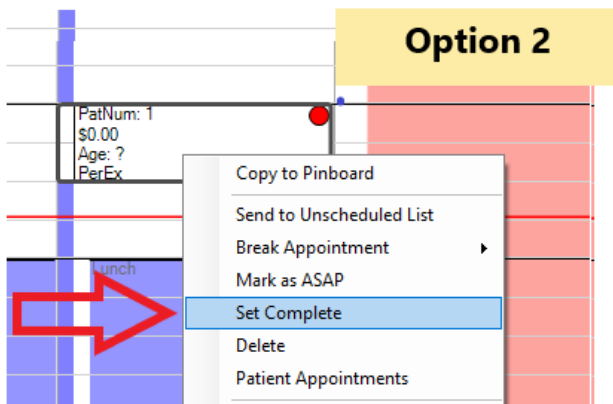 Option 2
PatNum: 1
$0.00
Age: ?
PerEx
Copy to Pinboard
Send to Unscheduled List
Break Appointment
Mark as ASAP
Set Complete
Delete
Patient Appointments
Lunch